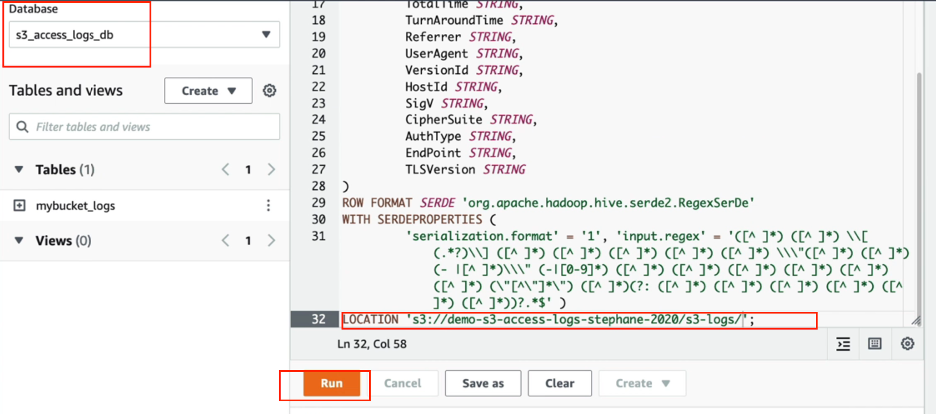 Database
s3_access_logs_db
Tables and views
Create
Filter tables and views
Tables (1)
1
mybucket_logs
Views (0)
1
17 TotalTime STRING,
18 TurnAroundTime STRING,
19 Referrer STRING,
20 UserAgent STRING,
21 VersionId STRING,
22 HostId STRING,
23 SigV STRING,
24 CipherSuite STRING,
25 AuthType STRING,
26 EndPoint STRING,
27 TLSVersion STRING
28 )
29 ROW FORMAT SERDE 'org.apache.hadoop.hive.serde2.RegexSerDe'
30 WITH SERDEPROPERTIES (
31 'serialization.format' = '1', 'input.regex' = '([^ ]*) ([^ ]*) \\[
(.*?)\\] ([^ ]*) ([^ ]*) ([^ ]*) ([^ ]*) ([^ ]*) \\\"([^ ]*) ([^ ]*)
(- |[^ ]*)\\\" (-|[0-9]*) ([^ ]*) ([^ ]*) ([^ ]*) ([^ ]*) ([^ ]*)
([^ ]*) (\"[^\"]*\") ([^ ]*)(?: ([^ ]*) ([^ ]*) ([^ ]*) ([^ ]*) ([^
]*) ([^ ]*))?.*$' )
32 LOCATION 's3://demo-s3-access-logs-stephane-2020/s3-logs/';
Ln 32, Col 58
Run
Cancel
Save as
Clear
Create